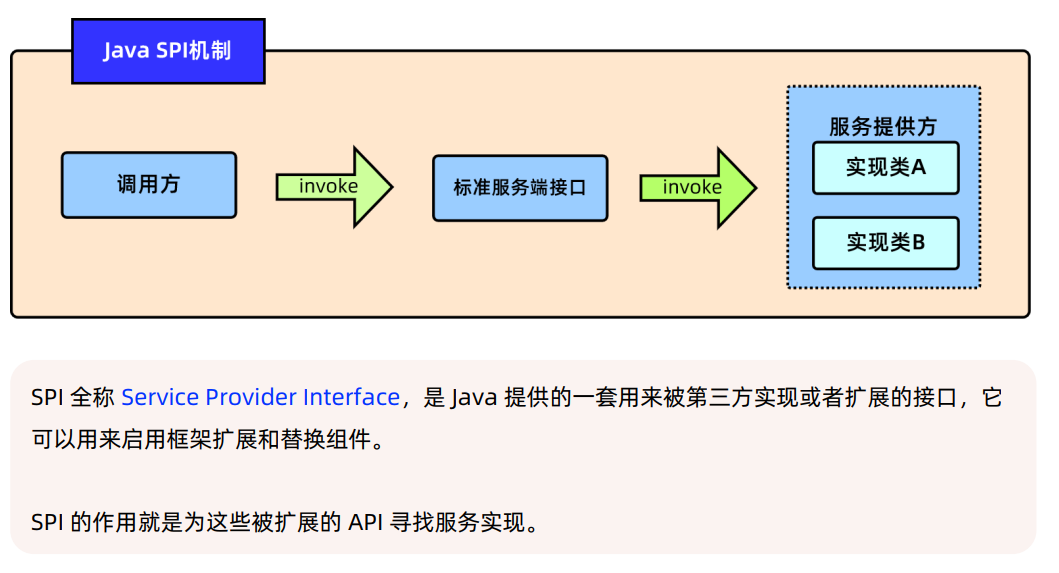 Java SPI机制
调用方
invoke
标准服务端接口
invoke
服务提供方
实现类A
实现类B
SPI 全称 Service Provider Interface，是 Java 提供的一套用来被第三方实现或者扩展的接口，它
可以用来启用框架扩展和替换组件。
SPI 的作用就是为这些被扩展的 API 寻找服务实现。